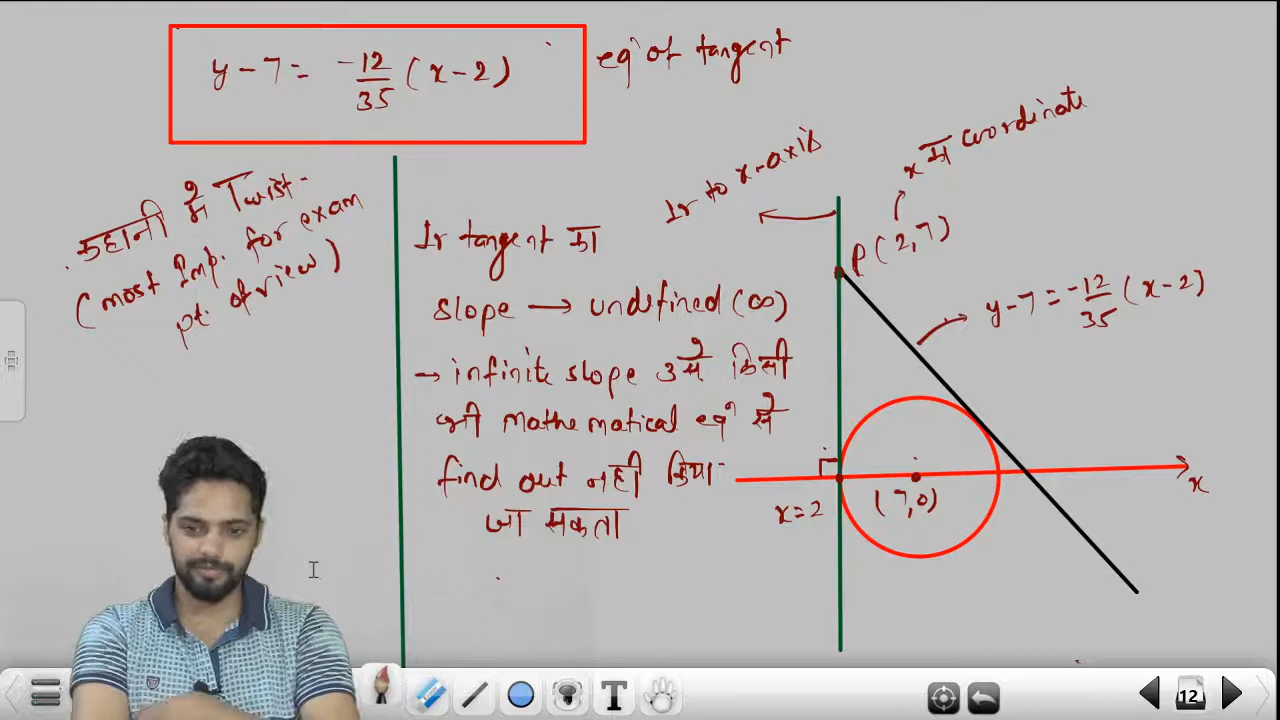 y - 7 = -12/35 (x - 2)
eqⁿ of tangent
कहानी में Twist -
(most Imp. for exam
pt. of view)
⊥r tangent का
slope → undefined (∞)
→ infinite slope उसे किसी
भी mathematical eqⁿ से
find out नहीं किया
जा सकता
⊥r to x-axis
x का coordinate
P(2,7)
y - 7 = -12/35 (x - 2)
x = 2
(7,0)
x
T
12